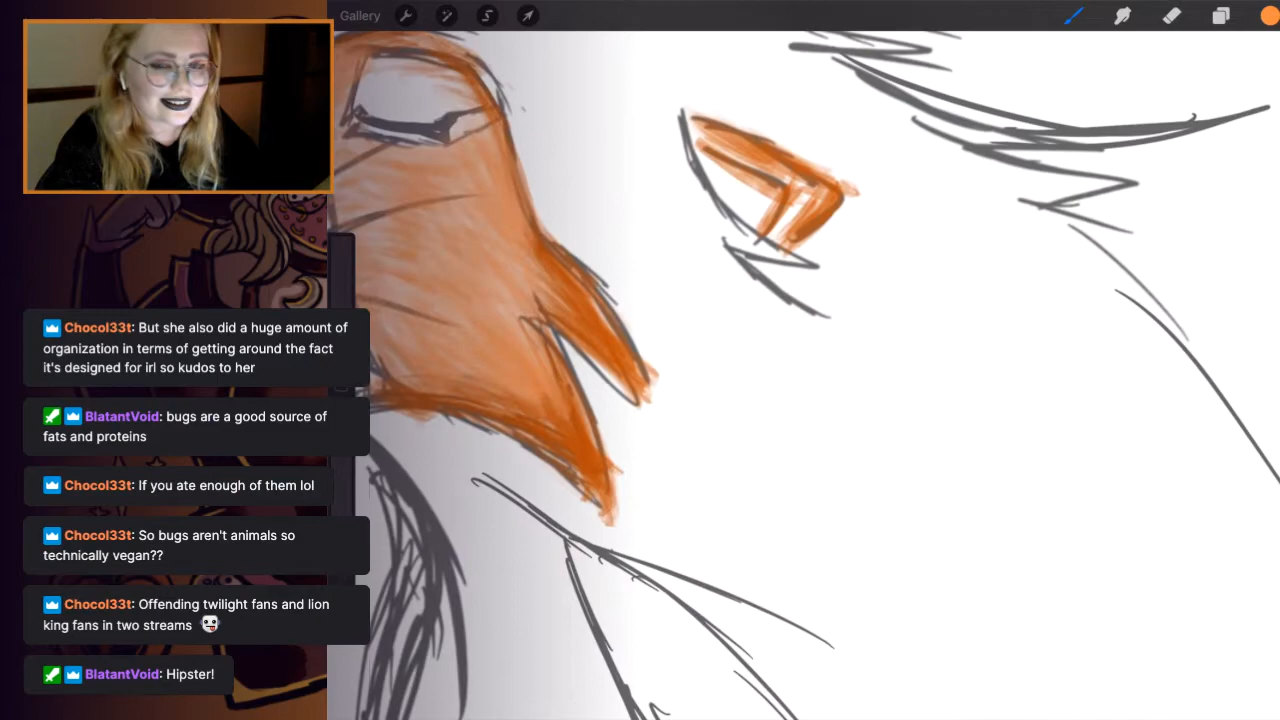 Gallery
Chocol33t: But she also did a huge amount of
organization in terms of getting around the fact
it's designed for irl so kudos to her
BlatantVoid: bugs are a good source of
fats and proteins
Chocol33t: If you ate enough of them lol
Chocol33t: So bugs aren't animals so
technically vegan??
Chocol33t: Offending twilight fans and lion
king fans in two streams
BlatantVoid: Hipster!